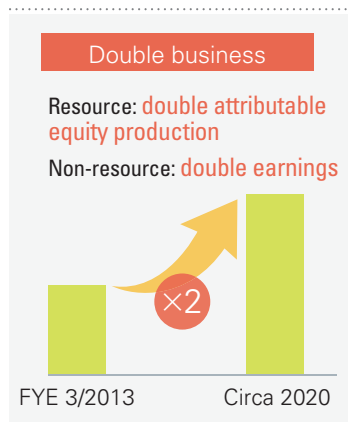 Double business
Resource: double attributable
equity production
Non-resource: double earnings
×2
FYE 3/2013 Circa 2020